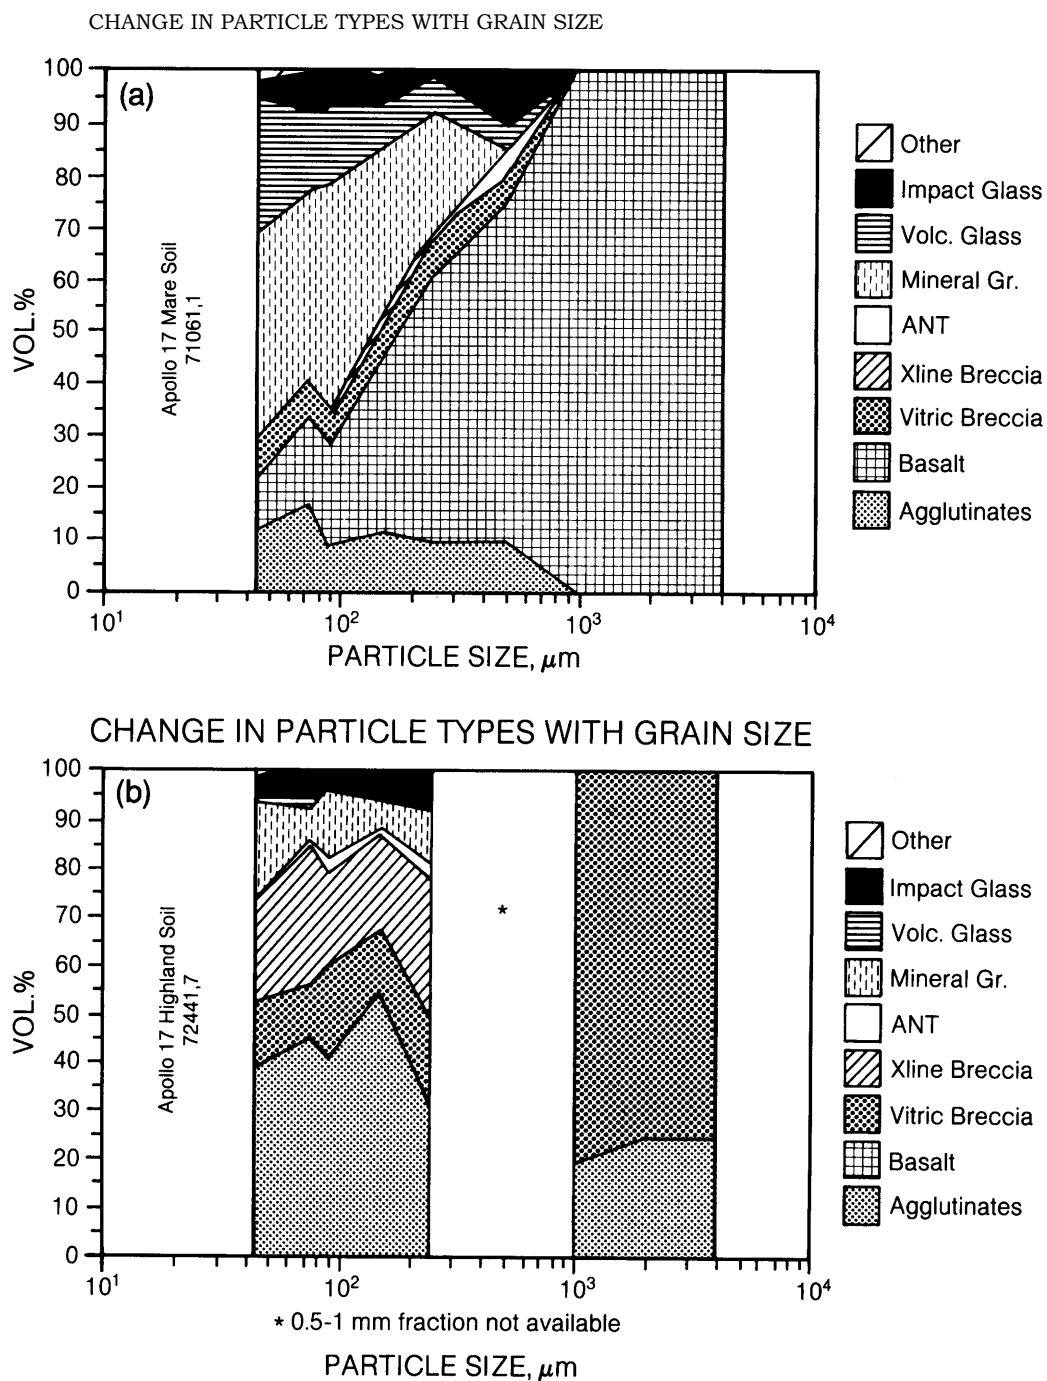 CHANGE IN PARTICLE TYPES WITH GRAIN SIZE
(a)
100
90
80
70
60
50
40
30
20
10
0
VOL.%
Apollo 17 Mare Soil
71061,1
10¹
10²
10³
10⁴
PARTICLE SIZE, μm
Other
Impact Glass
Volc. Glass
Mineral Gr.
ANT
Xline Breccia
Vitric Breccia
Basalt
Agglutinates
CHANGE IN PARTICLE TYPES WITH GRAIN SIZE
(b)
100
90
80
70
60
50
40
30
20
10
0
VOL.%
Apollo 17 Highland Soil
72441,7
*
10¹
10²
10³
10⁴
* 0.5-1 mm fraction not available
PARTICLE SIZE, μm
Other
Impact Glass
Volc. Glass
Mineral Gr.
ANT
Xline Breccia
Vitric Breccia
Basalt
Agglutinates